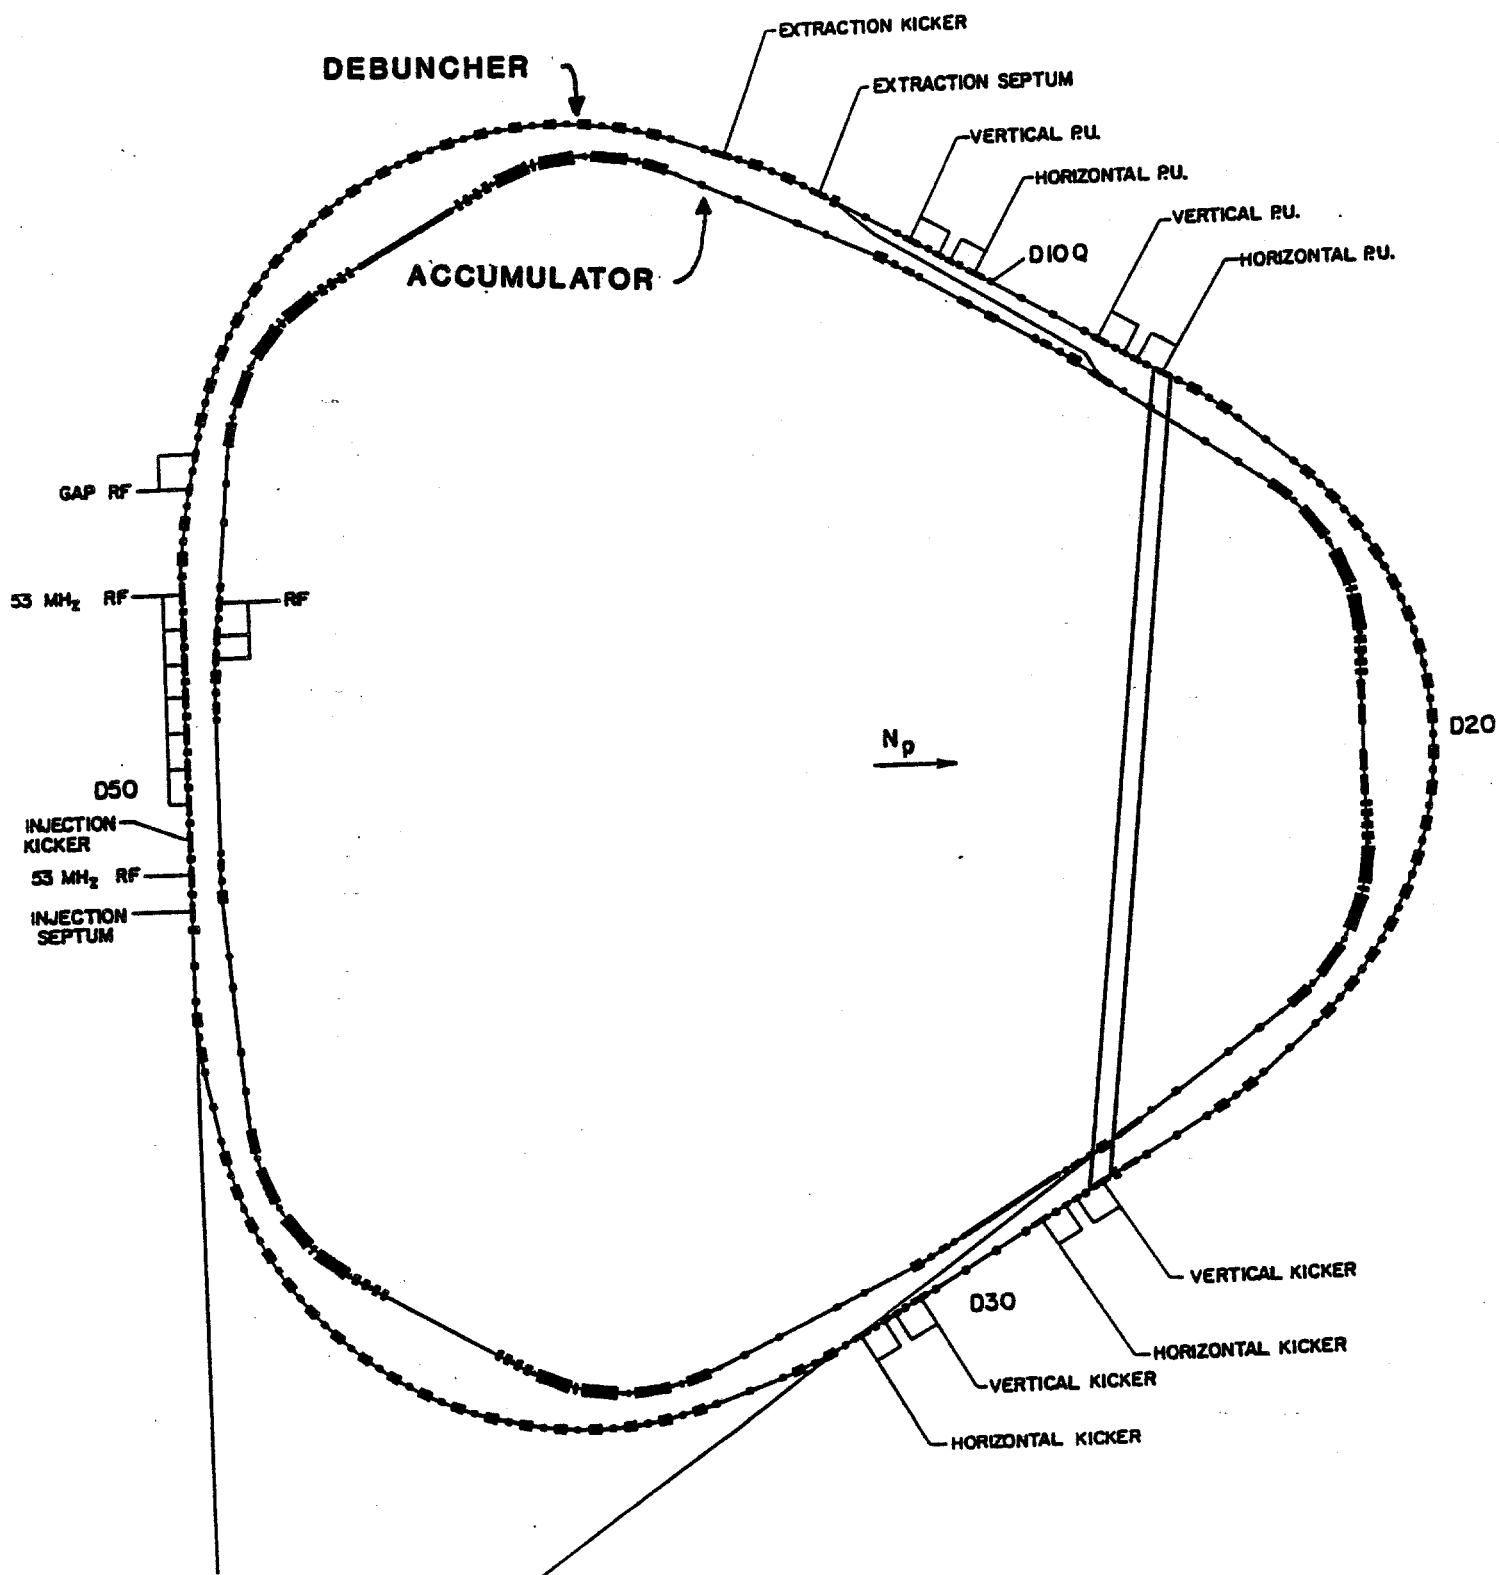 EXTRACTION KICKER
DEBUNCHER
EXTRACTION SEPTUM
VERTICAL P.U.
HORIZONTAL P.U.
VERTICAL P.U.
D10Q
HORIZONTAL P.U.
ACCUMULATOR
GAP RF
53 MHz RF
RF
D20
Np
D50
INJECTION
KICKER
53 MHz RF
INJECTION
SEPTUM
VERTICAL KICKER
D30
HORIZONTAL KICKER
VERTICAL KICKER
HORIZONTAL KICKER